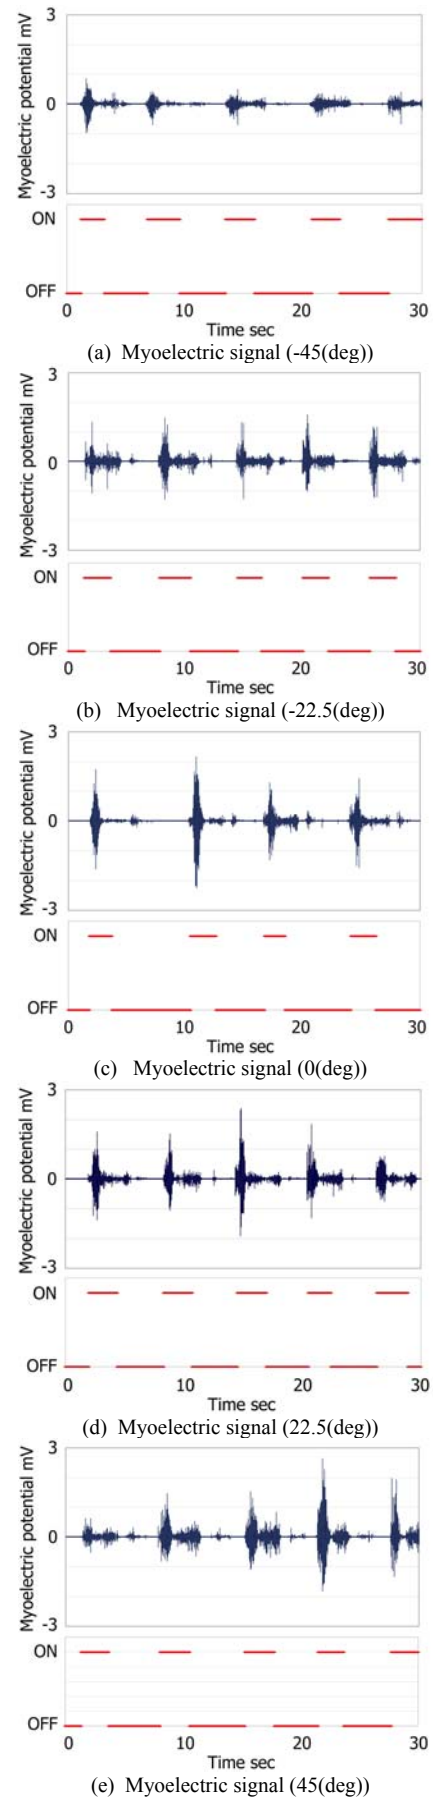 3
Myoelectric potential mV
0
-3
ON
OFF
0 10 20 30
Time sec
(a) Myoelectric signal (-45(deg))
3
Myoelectric potential mV
0
-3
ON
OFF
0 10 20 30
Time sec
(b) Myoelectric signal (-22.5(deg))
3
Myoelectric potential mV
0
-3
ON
OFF
0 10 20 30
Time sec
(c) Myoelectric signal (0(deg))
3
Myoelectric potential mV
0
-3
ON
OFF
0 10 20 30
Time sec
(d) Myoelectric signal (22.5(deg))
3
Myoelectric potential mV
0
-3
ON
OFF
0 10 20 30
Time sec
(e) Myoelectric signal (45(deg))